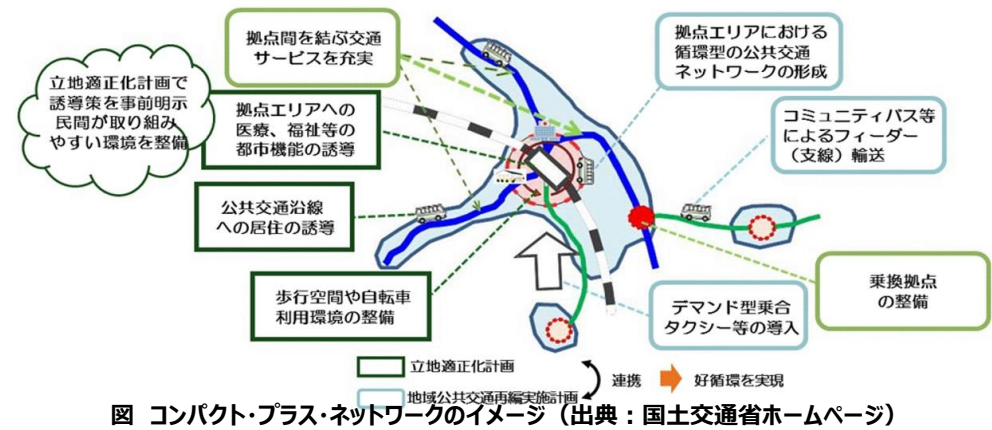 拠点間を結ぶ交通
サービスを充実
拠点エリアにおける
循環型の公共交通
ネットワークの形成
立地適正化計画で
誘導策を事前明示
民間が取り組み
やすい環境を整備
拠点エリアへの
医療、福祉等の
都市機能の誘導
コミュニティバス等
によるフィーダー
（支線）輸送
公共交通沿線
への居住の誘導
歩行空間や自転車
利用環境の整備
デマンド型乗合
タクシー等の導入
乗換拠点
の整備
立地適正化計画
地域公共交通再編実施計画
連携
好循環を実現
図 コンパクト・プラス・ネットワークのイメージ（出典：国土交通省ホームページ）